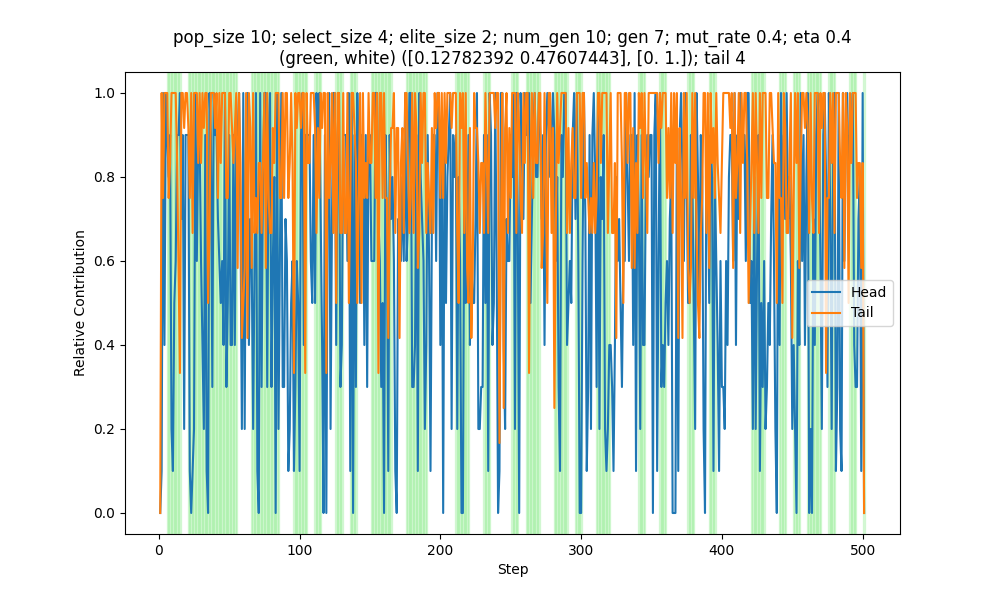 pop_size 10; select_size 4; elite_size 2; num_gen 10; gen 7; mut_rate 0.4; eta 0.4
(green, white) ([0.12782392 0.47607443], [0. 1.]); tail 4
1.0
0.8
0.6
0.4
0.2
0.0
Relative Contribution
Head
Tail
0
100
200
300
400
500
Step